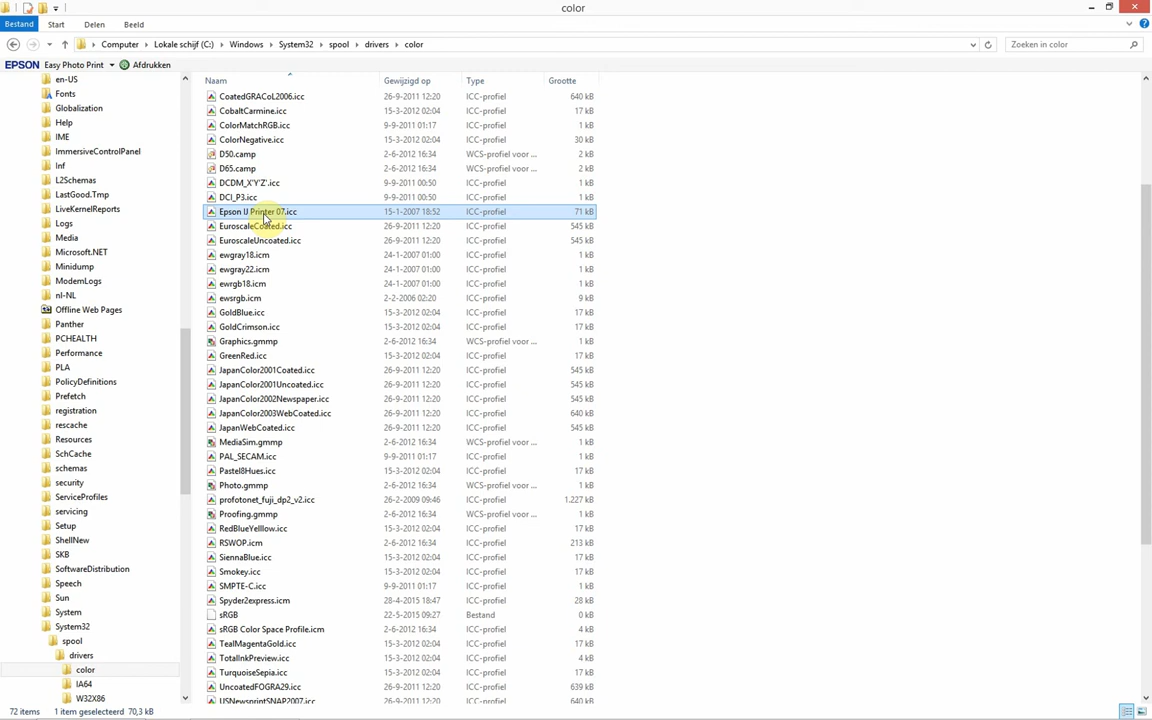 color
Bestand Start Delen Beeld
Computer Lokale schijf (C:) Windows System32 spool drivers color Zoeken in color
EPSON Easy Photo Print Afdrukken
Naam Gewijzigd op Type Grootte
en-US
Fonts
Globalization
Help
IME
ImmersiveControlPanel
Inf
L2Schemas
LastGood.Tmp
LiveKernelReports
Logs
Media
Microsoft.NET
Minidump
ModemLogs
nl-NL
Offline Web Pages
Panther
PCHEALTH
Performance
PLA
PolicyDefinitions
Prefetch
registration
rescache
Resources
SchCache
schemas
security
ServiceProfiles
servicing
Setup
ShellNew
SKB
SoftwareDistribution
Speech
Sun
System
System32
spool
drivers
color
IA64
W32X86
CoatedGRACoL2006.icc 26-9-2011 12:20 ICC-profiel 640 kB
CobaltCarmine.icc 15-3-2012 02:04 ICC-profiel 17 kB
ColorMatchRGB.icc 9-9-2011 01:17 ICC-profiel 1 kB
ColorNegative.icc 15-3-2012 02:04 ICC-profiel 30 kB
D50.camp 2-6-2012 16:34 WCS-profiel voor ... 2 kB
D65.camp 2-6-2012 16:34 WCS-profiel voor ... 2 kB
DCDM_X'Y'Z'.icc 9-9-2011 00:50 ICC-profiel 1 kB
DCI_P3.icc 9-9-2011 00:50 ICC-profiel 1 kB
Epson IJ Printer 07.icc 15-1-2007 18:52 ICC-profiel 71 kB
EuroscaleCoated.icc 26-9-2011 12:20 ICC-profiel 545 kB
EuroscaleUncoated.icc 26-9-2011 12:20 ICC-profiel 545 kB
ewgray18.icm 24-1-2007 01:00 ICC-profiel 1 kB
ewgray22.icm 24-1-2007 01:00 ICC-profiel 1 kB
ewrgb18.icm 24-1-2007 01:00 ICC-profiel 1 kB
ewsrgb.icm 2-2-2006 02:20 ICC-profiel 9 kB
GoldBlue.icc 15-3-2012 02:04 ICC-profiel 17 kB
GoldCrimson.icc 15-3-2012 02:04 ICC-profiel 17 kB
Graphics.gmmp 2-6-2012 16:34 WCS-profiel voor ... 1 kB
GreenRed.icc 15-3-2012 02:04 ICC-profiel 17 kB
JapanColor2001Coated.icc 26-9-2011 12:20 ICC-profiel 545 kB
JapanColor2001Uncoated.icc 26-9-2011 12:20 ICC-profiel 545 kB
JapanColor2002Newspaper.icc 26-9-2011 12:20 ICC-profiel 545 kB
JapanColor2003WebCoated.icc 26-9-2011 12:20 ICC-profiel 640 kB
JapanWebCoated.icc 26-9-2011 12:20 ICC-profiel 545 kB
MediaSim.gmmp 2-6-2012 16:34 WCS-profiel voor ... 1 kB
PAL_SECAM.icc 9-9-2011 01:17 ICC-profiel 1 kB
Pastel8Hues.icc 15-3-2012 02:04 ICC-profiel 17 kB
Photo.gmmp 2-6-2012 16:34 WCS-profiel voor ... 1 kB
profotonet_fuji_dp2_v2.icc 26-2-2009 09:46 ICC-profiel 1.227 kB
Proofing.gmmp 2-6-2012 16:34 WCS-profiel voor ... 1 kB
RedBlueYelllow.icc 15-3-2012 02:04 ICC-profiel 17 kB
RSWOP.icm 2-6-2012 16:34 ICC-profiel 213 kB
SiennaBlue.icc 15-3-2012 02:04 ICC-profiel 17 kB
Smokey.icc 15-3-2012 02:04 ICC-profiel 17 kB
SMPTE-C.icc 9-9-2011 01:17 ICC-profiel 1 kB
Spyder2express.icm 28-4-2015 18:47 ICC-profiel 28 kB
sRGB 22-5-2015 09:27 Bestand 0 kB
sRGB Color Space Profile.icm 2-6-2012 16:34 ICC-profiel 4 kB
TealMagentaGold.icc 15-3-2012 02:04 ICC-profiel 17 kB
TotalInkPreview.icc 15-3-2012 02:04 ICC-profiel 4 kB
TurquoiseSepia.icc 15-3-2012 02:04 ICC-profiel 17 kB
UncoatedFOGRA29.icc 26-9-2011 12:20 ICC-profiel 639 kB
USNewsprintSNAP2007.icc 26-9-2011 12:20 ICC-profiel 640 kB
72 items 1 item geselecteerd 70,3 kB